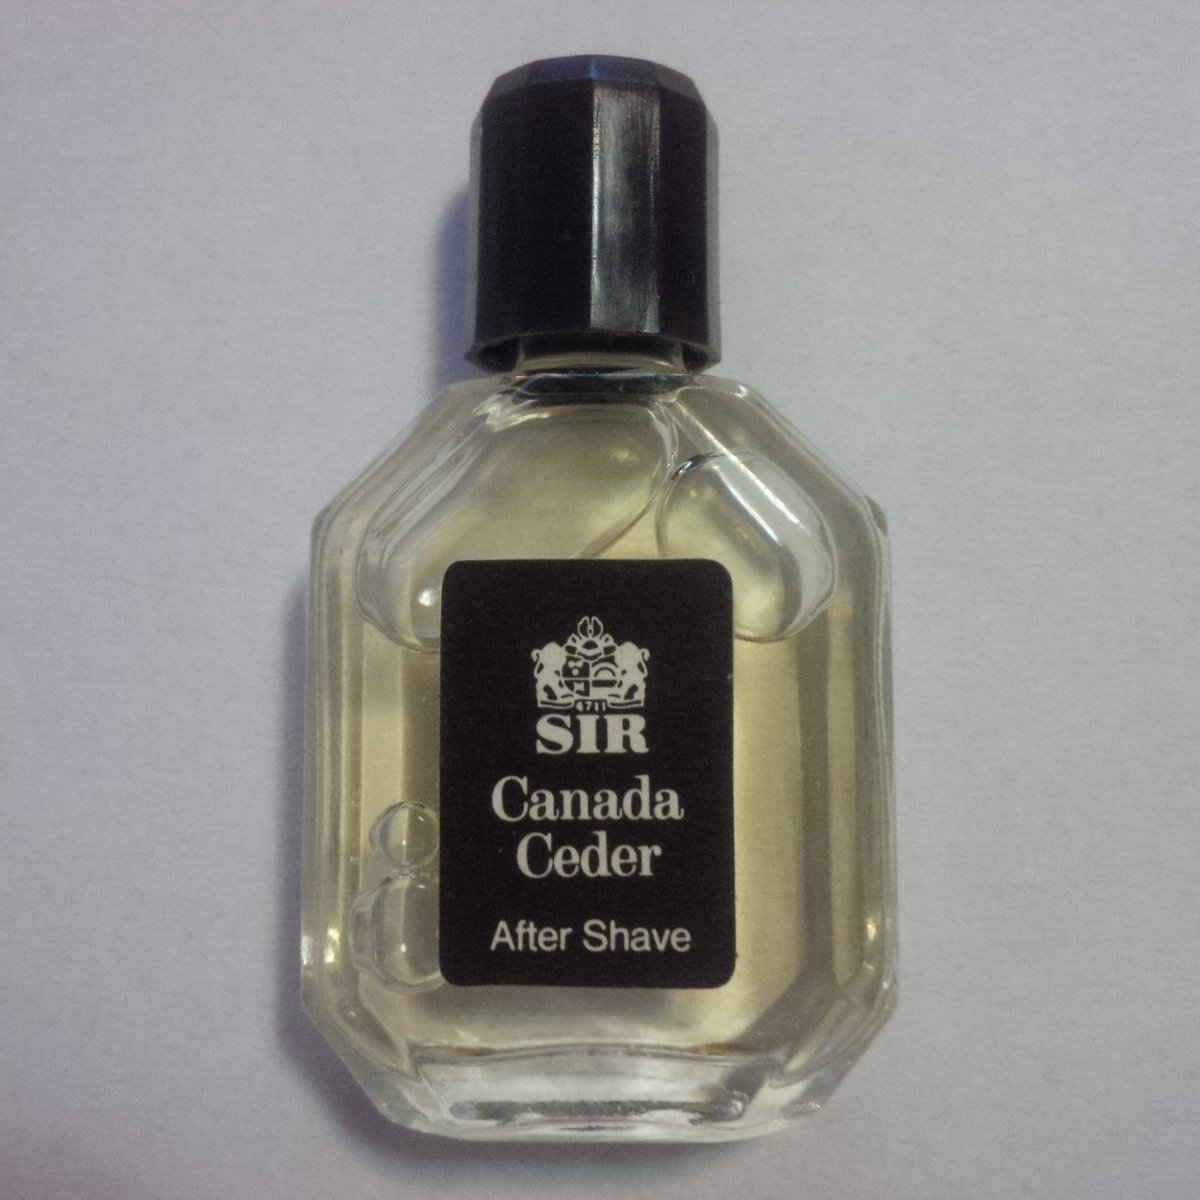 4711
SIR
Canada
Ceder
After Shave